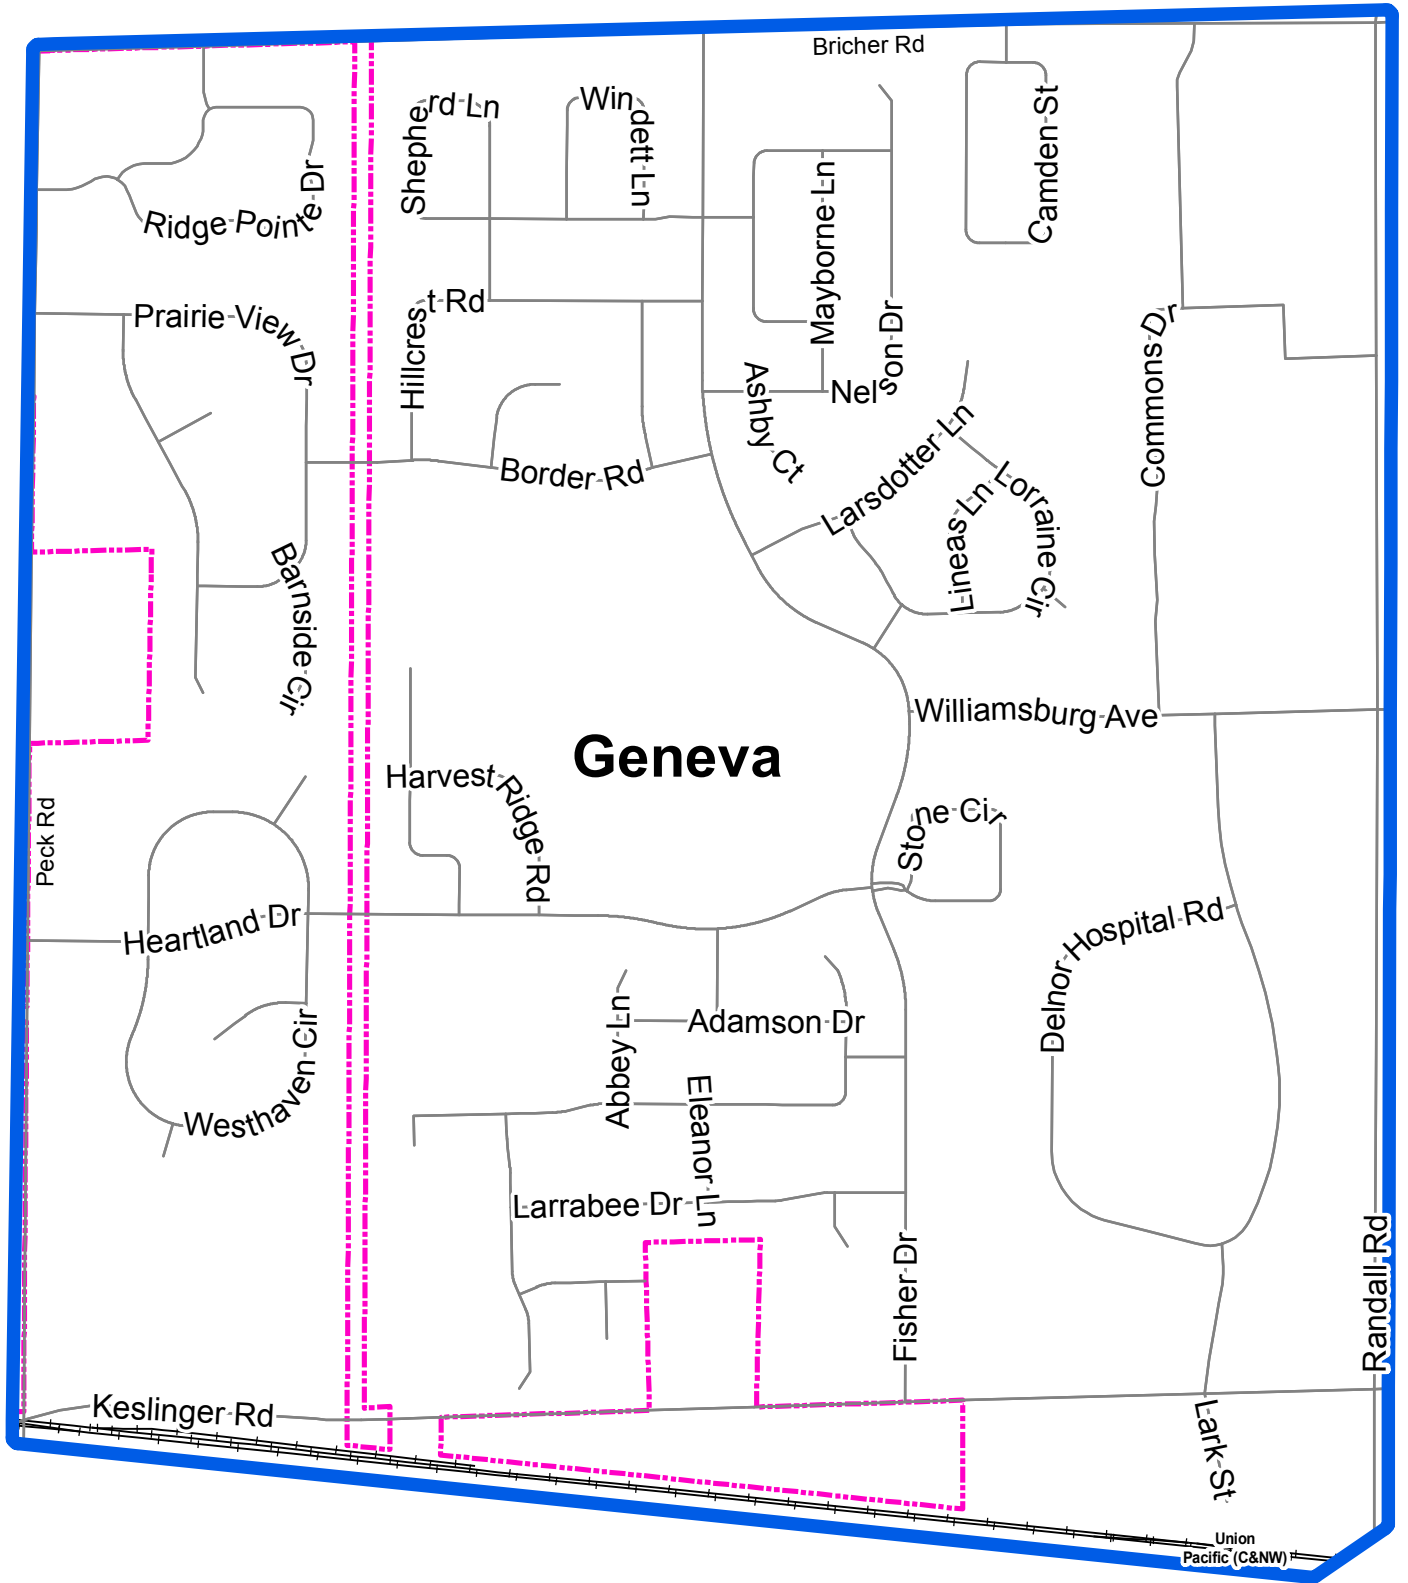 Bricher Rd
Shepherd Ln
Windett Ln
Camden St
Mayborne Ln
Ridge Pointe Dr
Prairie View Dr
Hillcrest Rd
Nelson Dr
Commons Dr
Ashby Ct
Border Rd
Larsdotter Ln
Lineas Ln
Lorraine Cir
Barnside Cir
Williamsburg Ave
Geneva
Harvest Ridge Rd
Stone Cir
Peck Rd
Heartland Dr
Delnor Hospital Rd
Abbey Ln
Adamson Dr
Westhaven Cir
Eleanor Ln
Larrabee Dr
Fisher Dr
Randall Rd
Keslinger Rd
Lark St
Union
Pacific (C&NW)